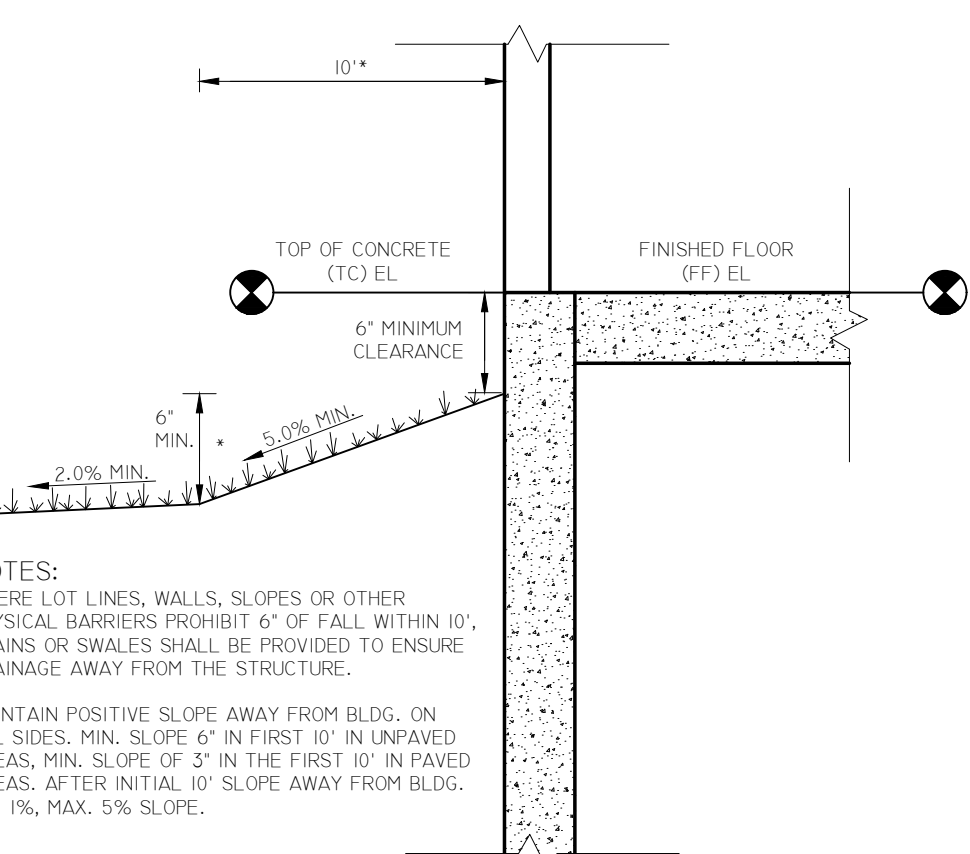 10'*
TOP OF CONCRETE
(TC) EL
FINISHED FLOOR
(FF) EL
6" MINIMUM
CLEARANCE
6"
MIN. *
5.0% MIN.
2.0% MIN.
OTES:
ERE LOT LINES, WALLS, SLOPES OR OTHER
YSICAL BARRIERS PROHIBIT 6" OF FALL WITHIN 10',
AINS OR SWALES SHALL BE PROVIDED TO ENSURE
AINAGE AWAY FROM THE STRUCTURE.
NTAIN POSITIVE SLOPE AWAY FROM BLDG. ON
L SIDES. MIN. SLOPE 6" IN FIRST 10' IN UNPAVED
EAS, MIN. SLOPE OF 3" IN THE FIRST 10' IN PAVED
EAS. AFTER INITIAL 10' SLOPE AWAY FROM BLDG.
1%, MAX. 5% SLOPE.